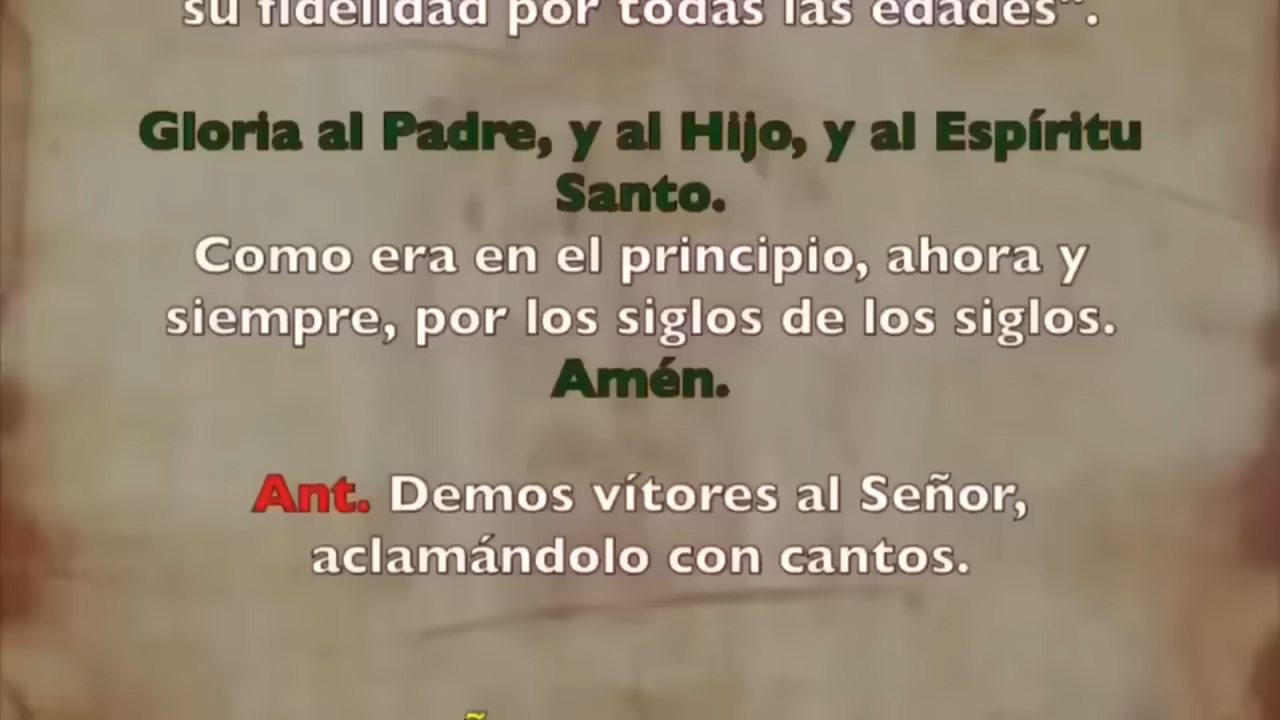 su fidelidad por todas las edades".
Gloria al Padre, y al Hijo, y al Espíritu
Santo.
Como era en el principio, ahora y
siempre, por los siglos de los siglos.
Amén.
Ant. Demos vítores al Señor,
aclamándolo con cantos.